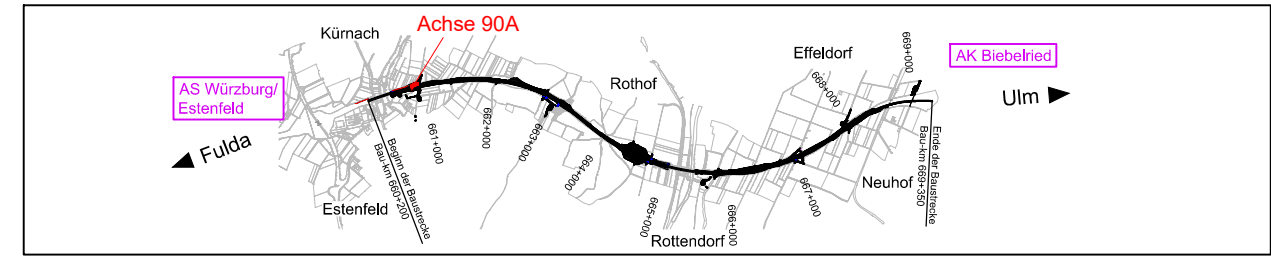 Achse 90A
Kürnach
Effeldorf
669+000
AK Biebelried
AS Würzburg/
Estenfeld
Rothof
668+000
Ulm
Fulda
661+000
662+000
663+000
664+000
665+000
666+000
667+000
Beginn der Baustrecke
Bau-km 660+200
Ende der Baustrecke
Bau-km 669+350
Neuhof
Estenfeld
Rottendorf